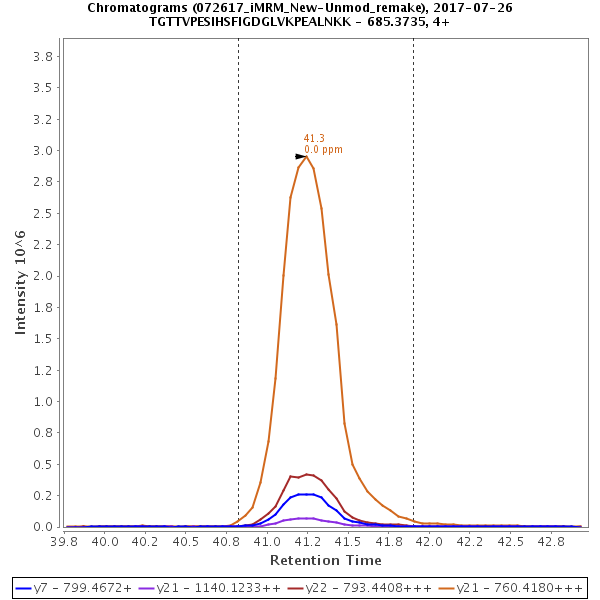 Chromatograms (072617_iMRM_New-Unmod_remake), 2017-07-26
TGTTVPESIHSFIGDGLVKPEALNKK - 685.3735, 4+
41.3
0.0 ppm
Intensity 10^6
3.8
3.5
3.2
3.0
2.8
2.5
2.2
2.0
1.8
1.5
1.2
1.0
0.8
0.5
0.2
0.0
39.8 40.0 40.2 40.5 40.8 41.0 41.2 41.5 41.8 42.0 42.2 42.5 42.8
Retention Time
y7 - 799.4672+ y21 - 1140.1233++ y22 - 793.4408+++ y21 - 760.4180+++